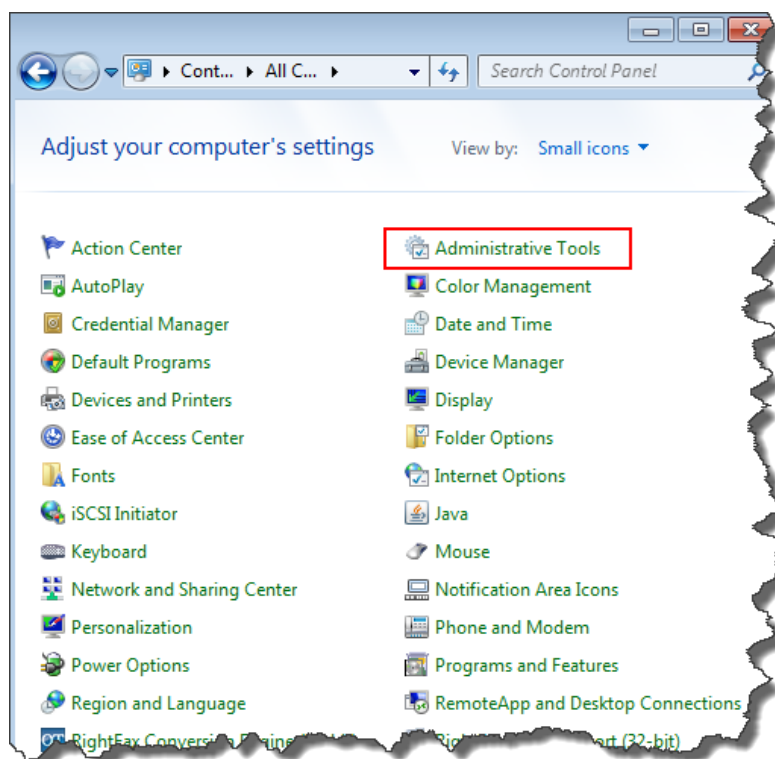 Cont... All C...
Search Control Panel
Adjust your computer's settings
View by: Small icons
Action Center
Administrative Tools
AutoPlay
Color Management
Credential Manager
Date and Time
Default Programs
Device Manager
Devices and Printers
Display
Ease of Access Center
Folder Options
Fonts
Internet Options
iSCSI Initiator
Java
Keyboard
Mouse
Network and Sharing Center
Notification Area Icons
Personalization
Phone and Modem
Power Options
Programs and Features
Region and Language
RemoteApp and Desktop Connections
RightFax Conversion
(32-bit)